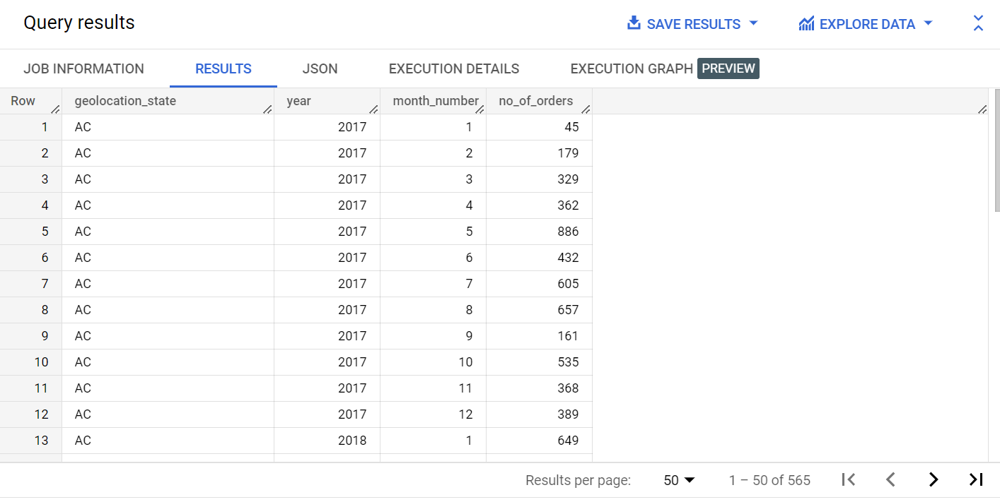 Query results SAVE RESULTS EXPLORE DATA
JOB INFORMATION RESULTS JSON EXECUTION DETAILS EXECUTION GRAPH PREVIEW
Row geolocation_state year month_number no_of_orders
1 AC 2017 1 45
2 AC 2017 2 179
3 AC 2017 3 329
4 AC 2017 4 362
5 AC 2017 5 886
6 AC 2017 6 432
7 AC 2017 7 605
8 AC 2017 8 657
9 AC 2017 9 161
10 AC 2017 10 535
11 AC 2017 11 368
12 AC 2017 12 389
13 AC 2018 1 649
Results per page: 50 1 – 50 of 565